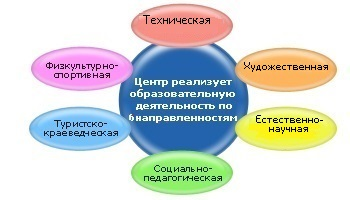 Техническая
Физкультурно-
спортивная
Художественная
Центр реализует
образовательную
деятельность по
6направленностям
Туристско-
краеведческая
Естественно-
научная
Социально-
педагогическая